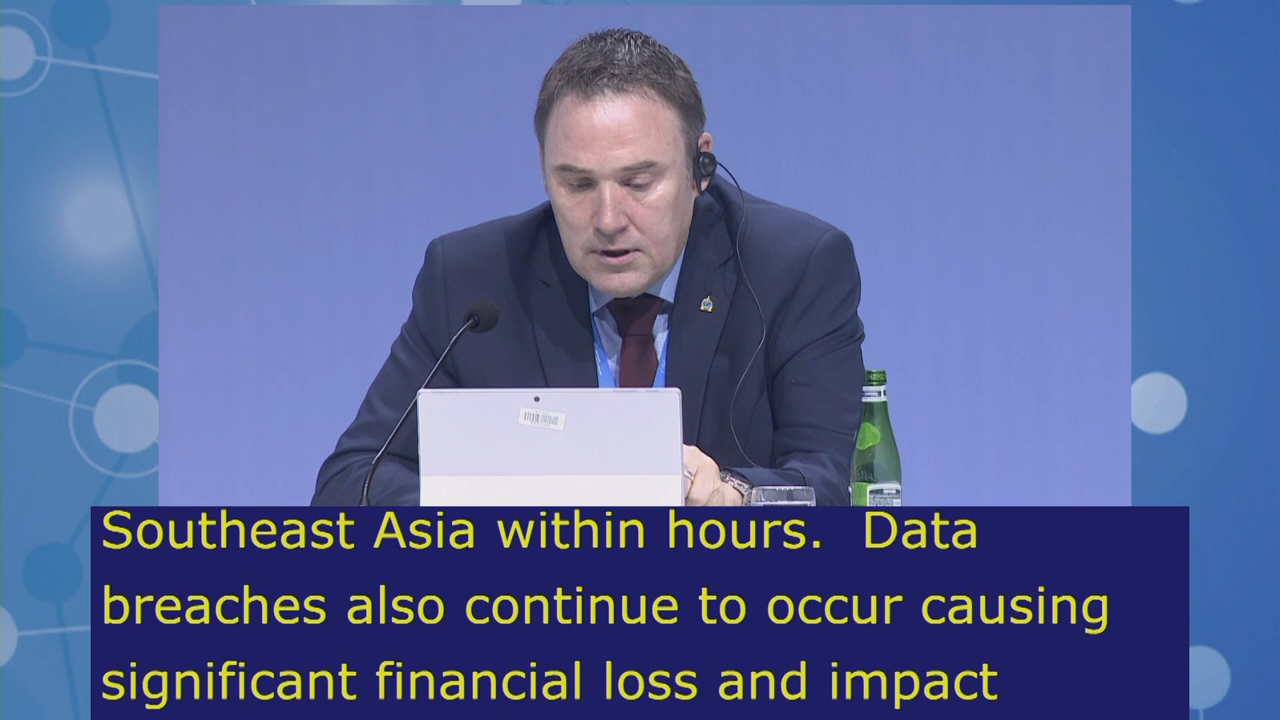 Southeast Asia within hours.  Data
breaches also continue to occur causing
significant financial loss and impact